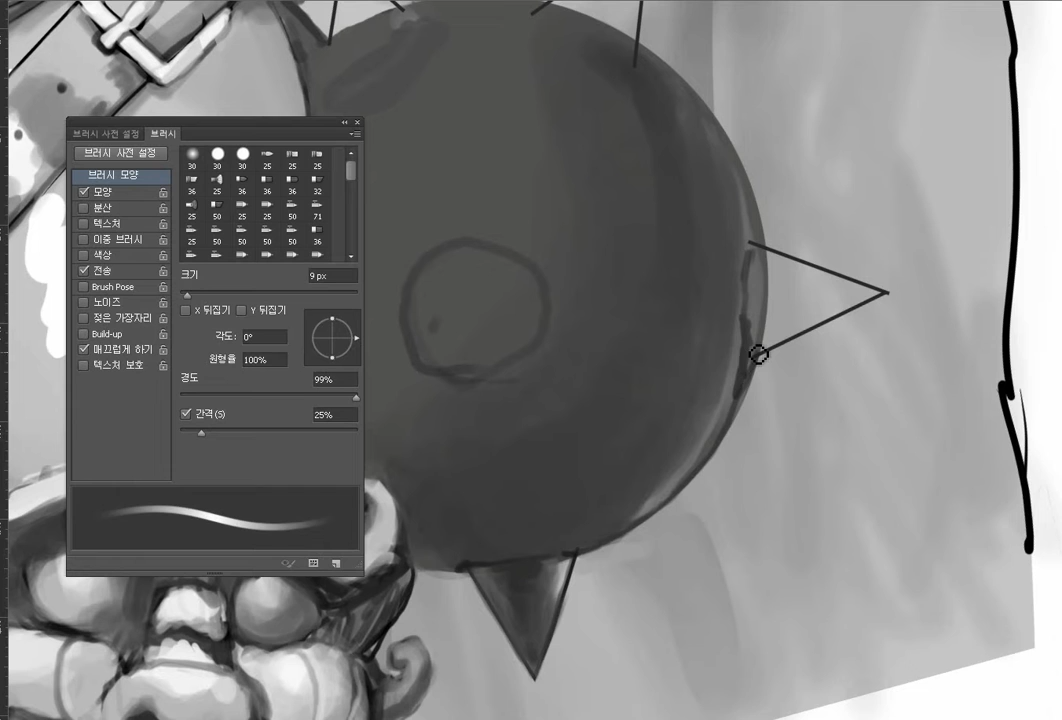 브러시 사전 설정 브러시
브러시 사전 설정
브러시 모양
모양
분산
텍스처
이중 브러시
색상
전송
Brush Pose
노이즈
젖은 가장자리
Build-up
매끄럽게 하기
텍스처 보호
30 30 30 25 25 25
36 25 36 36 36 32
25 50 25 25 50 71
25 50 50 50 50 36
크기 9 px
X 뒤집기 Y 뒤집기
각도: 0°
원형율 100%
경도 99%
간격(S) 25%